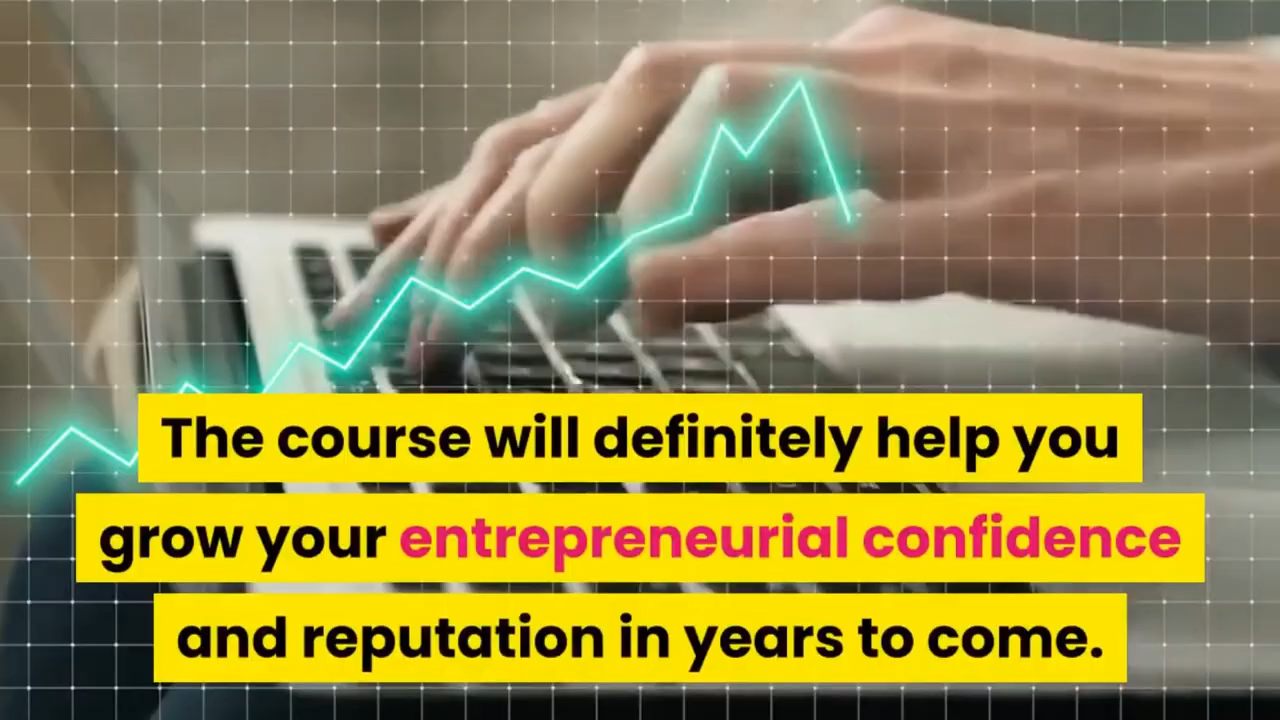 The course will definitely help you
grow your entrepreneurial confidence
and reputation in years to come.